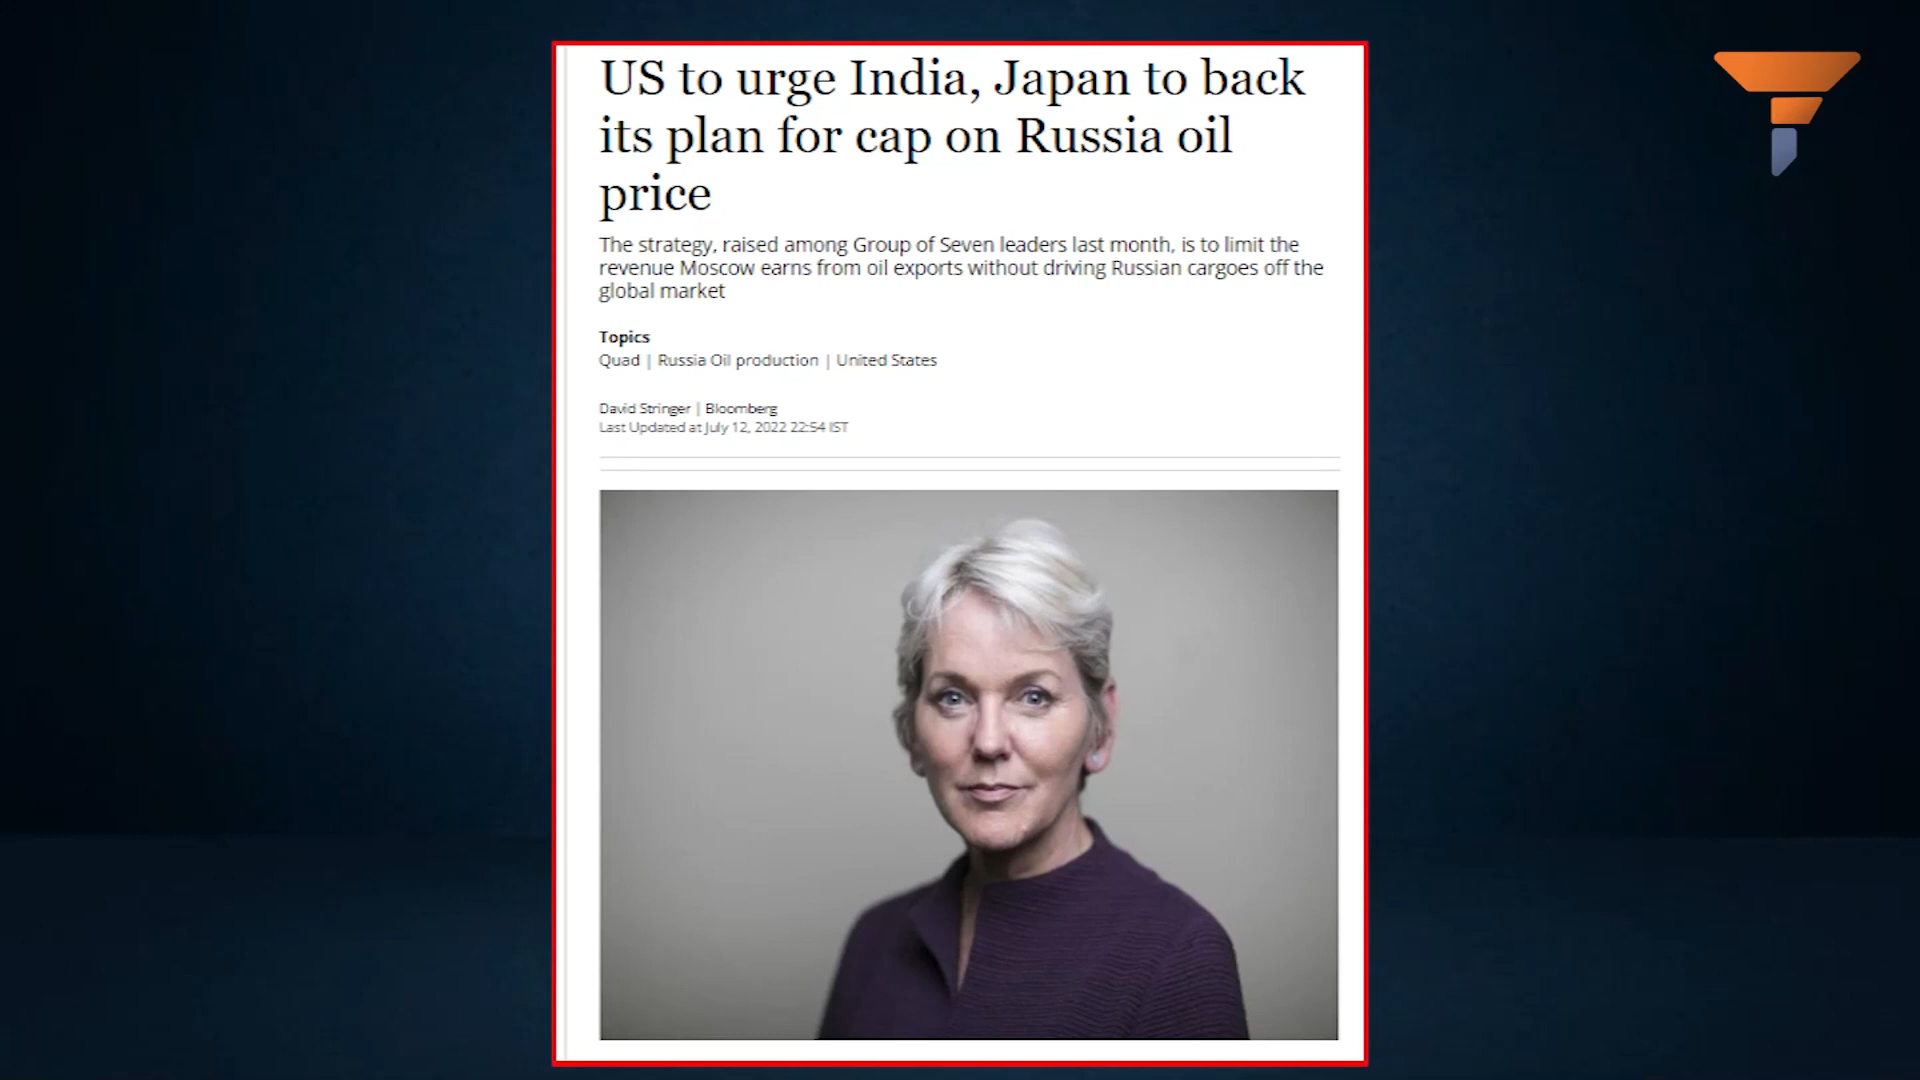 US to urge India, Japan to back
its plan for cap on Russia oil
price
The strategy, raised among Group of Seven leaders last month, is to limit the
revenue Moscow earns from oil exports without driving Russian cargoes off the
global market
Topics
Quad | Russia Oil production | United States
David Stringer | Bloomberg
Last Updated at July 12, 2022 22:54 IST